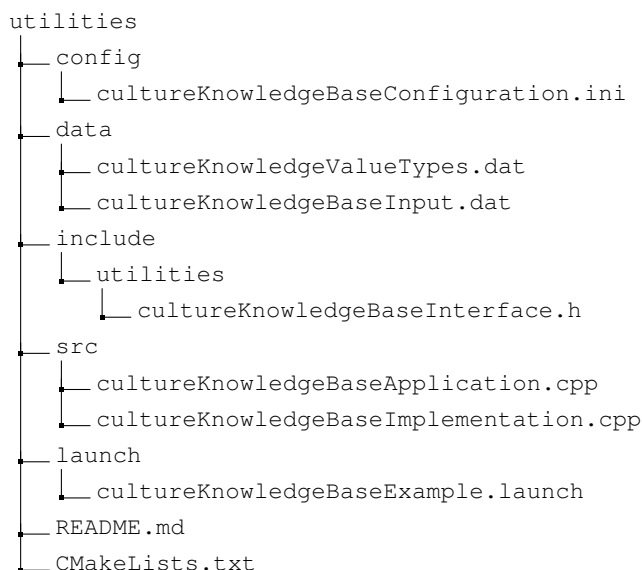 utilities
config
cultureKnowledgeBaseConfiguration.ini
data
cultureKnowledgeValueTypes.dat
cultureKnowledgeBaseInput.dat
include
utilities
cultureKnowledgeBaseInterface.h
src
cultureKnowledgeBaseApplication.cpp
cultureKnowledgeBaseImplementation.cpp
launch
cultureKnowledgeBaseExample.launch
README.md
CMakeLists.txt